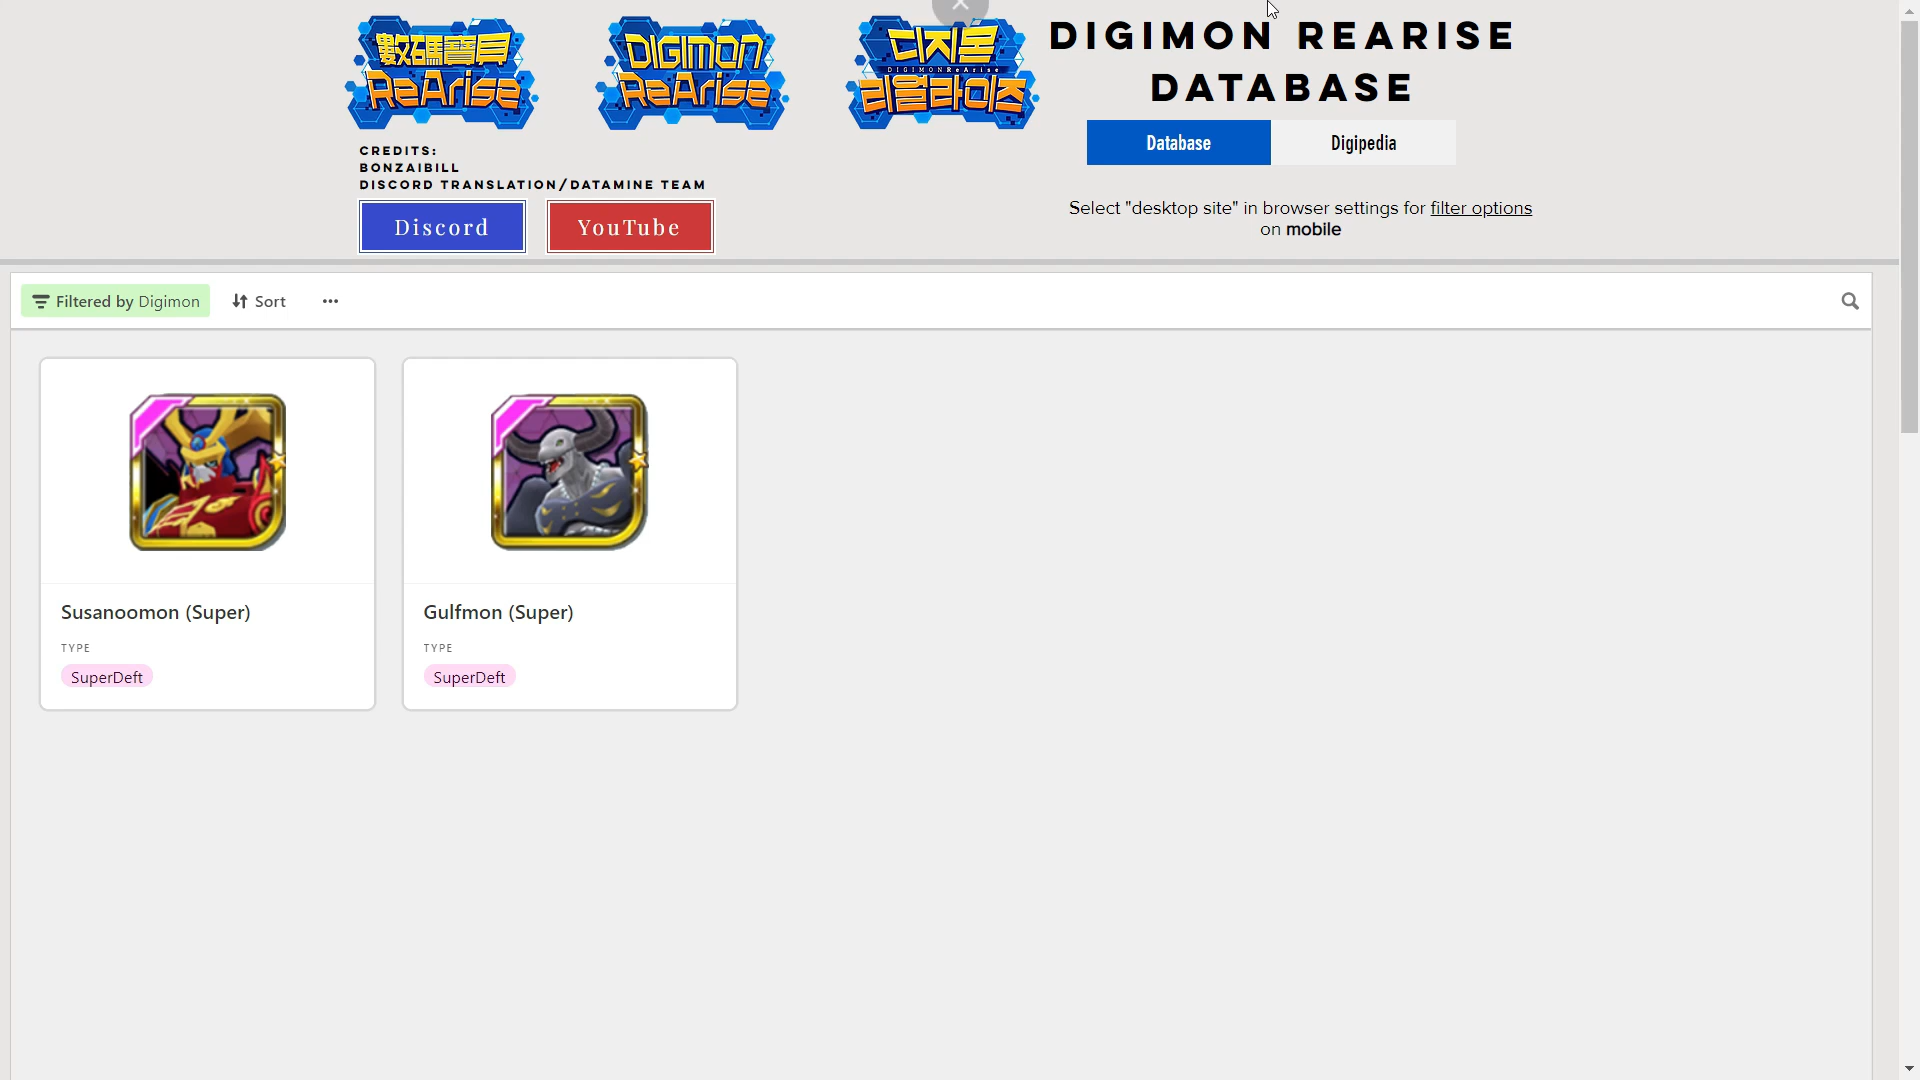 數碼寶貝
ReArise
DIGIMON
ReArise
디지몬
DIGIMONReArise
리얼라이즈
DIGIMON REARISE
DATABASE
Database
Digipedia
CREDITS:
BONZAIBILL
DISCORD TRANSLATION/DATAMINE TEAM
Discord
YouTube
Select "desktop site" in browser settings for filter options
on mobile
Filtered by Digimon
Sort
Susanoomon (Super)
TYPE
SuperDeft
Gulfmon (Super)
TYPE
SuperDeft